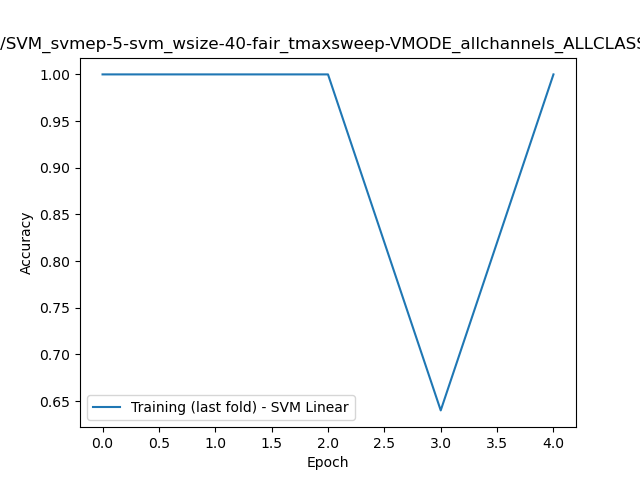 /SVM_svmep-5-svm_wsize-40-fair_tmaxsweep-VMODE_allchannels_ALLCLASS
1.00
0.95
0.90
0.85
0.80
0.75
0.70
0.65
Accuracy
Training (last fold) - SVM Linear
0.0 0.5 1.0 1.5 2.0 2.5 3.0 3.5 4.0
Epoch